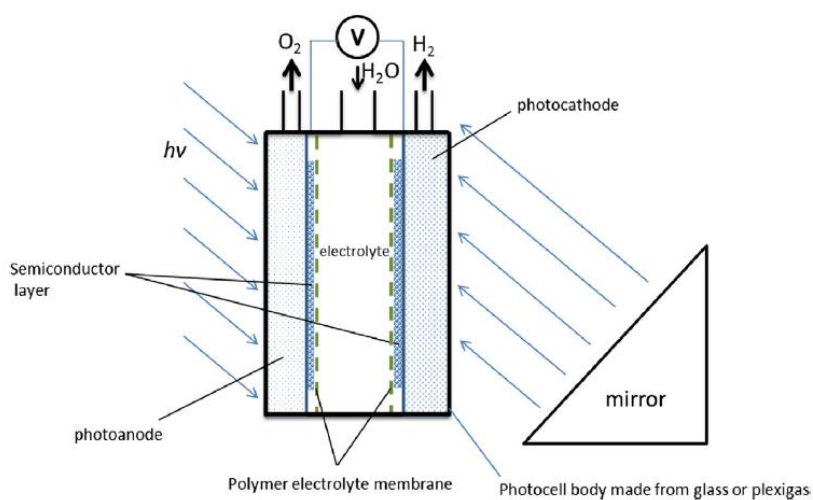 V
O2
H2
H2O
photocathode
hν
electrolyte
Semiconductor
layer
mirror
photoanode
Polymer electrolyte membrane
Photocell body made from glass or plexigas